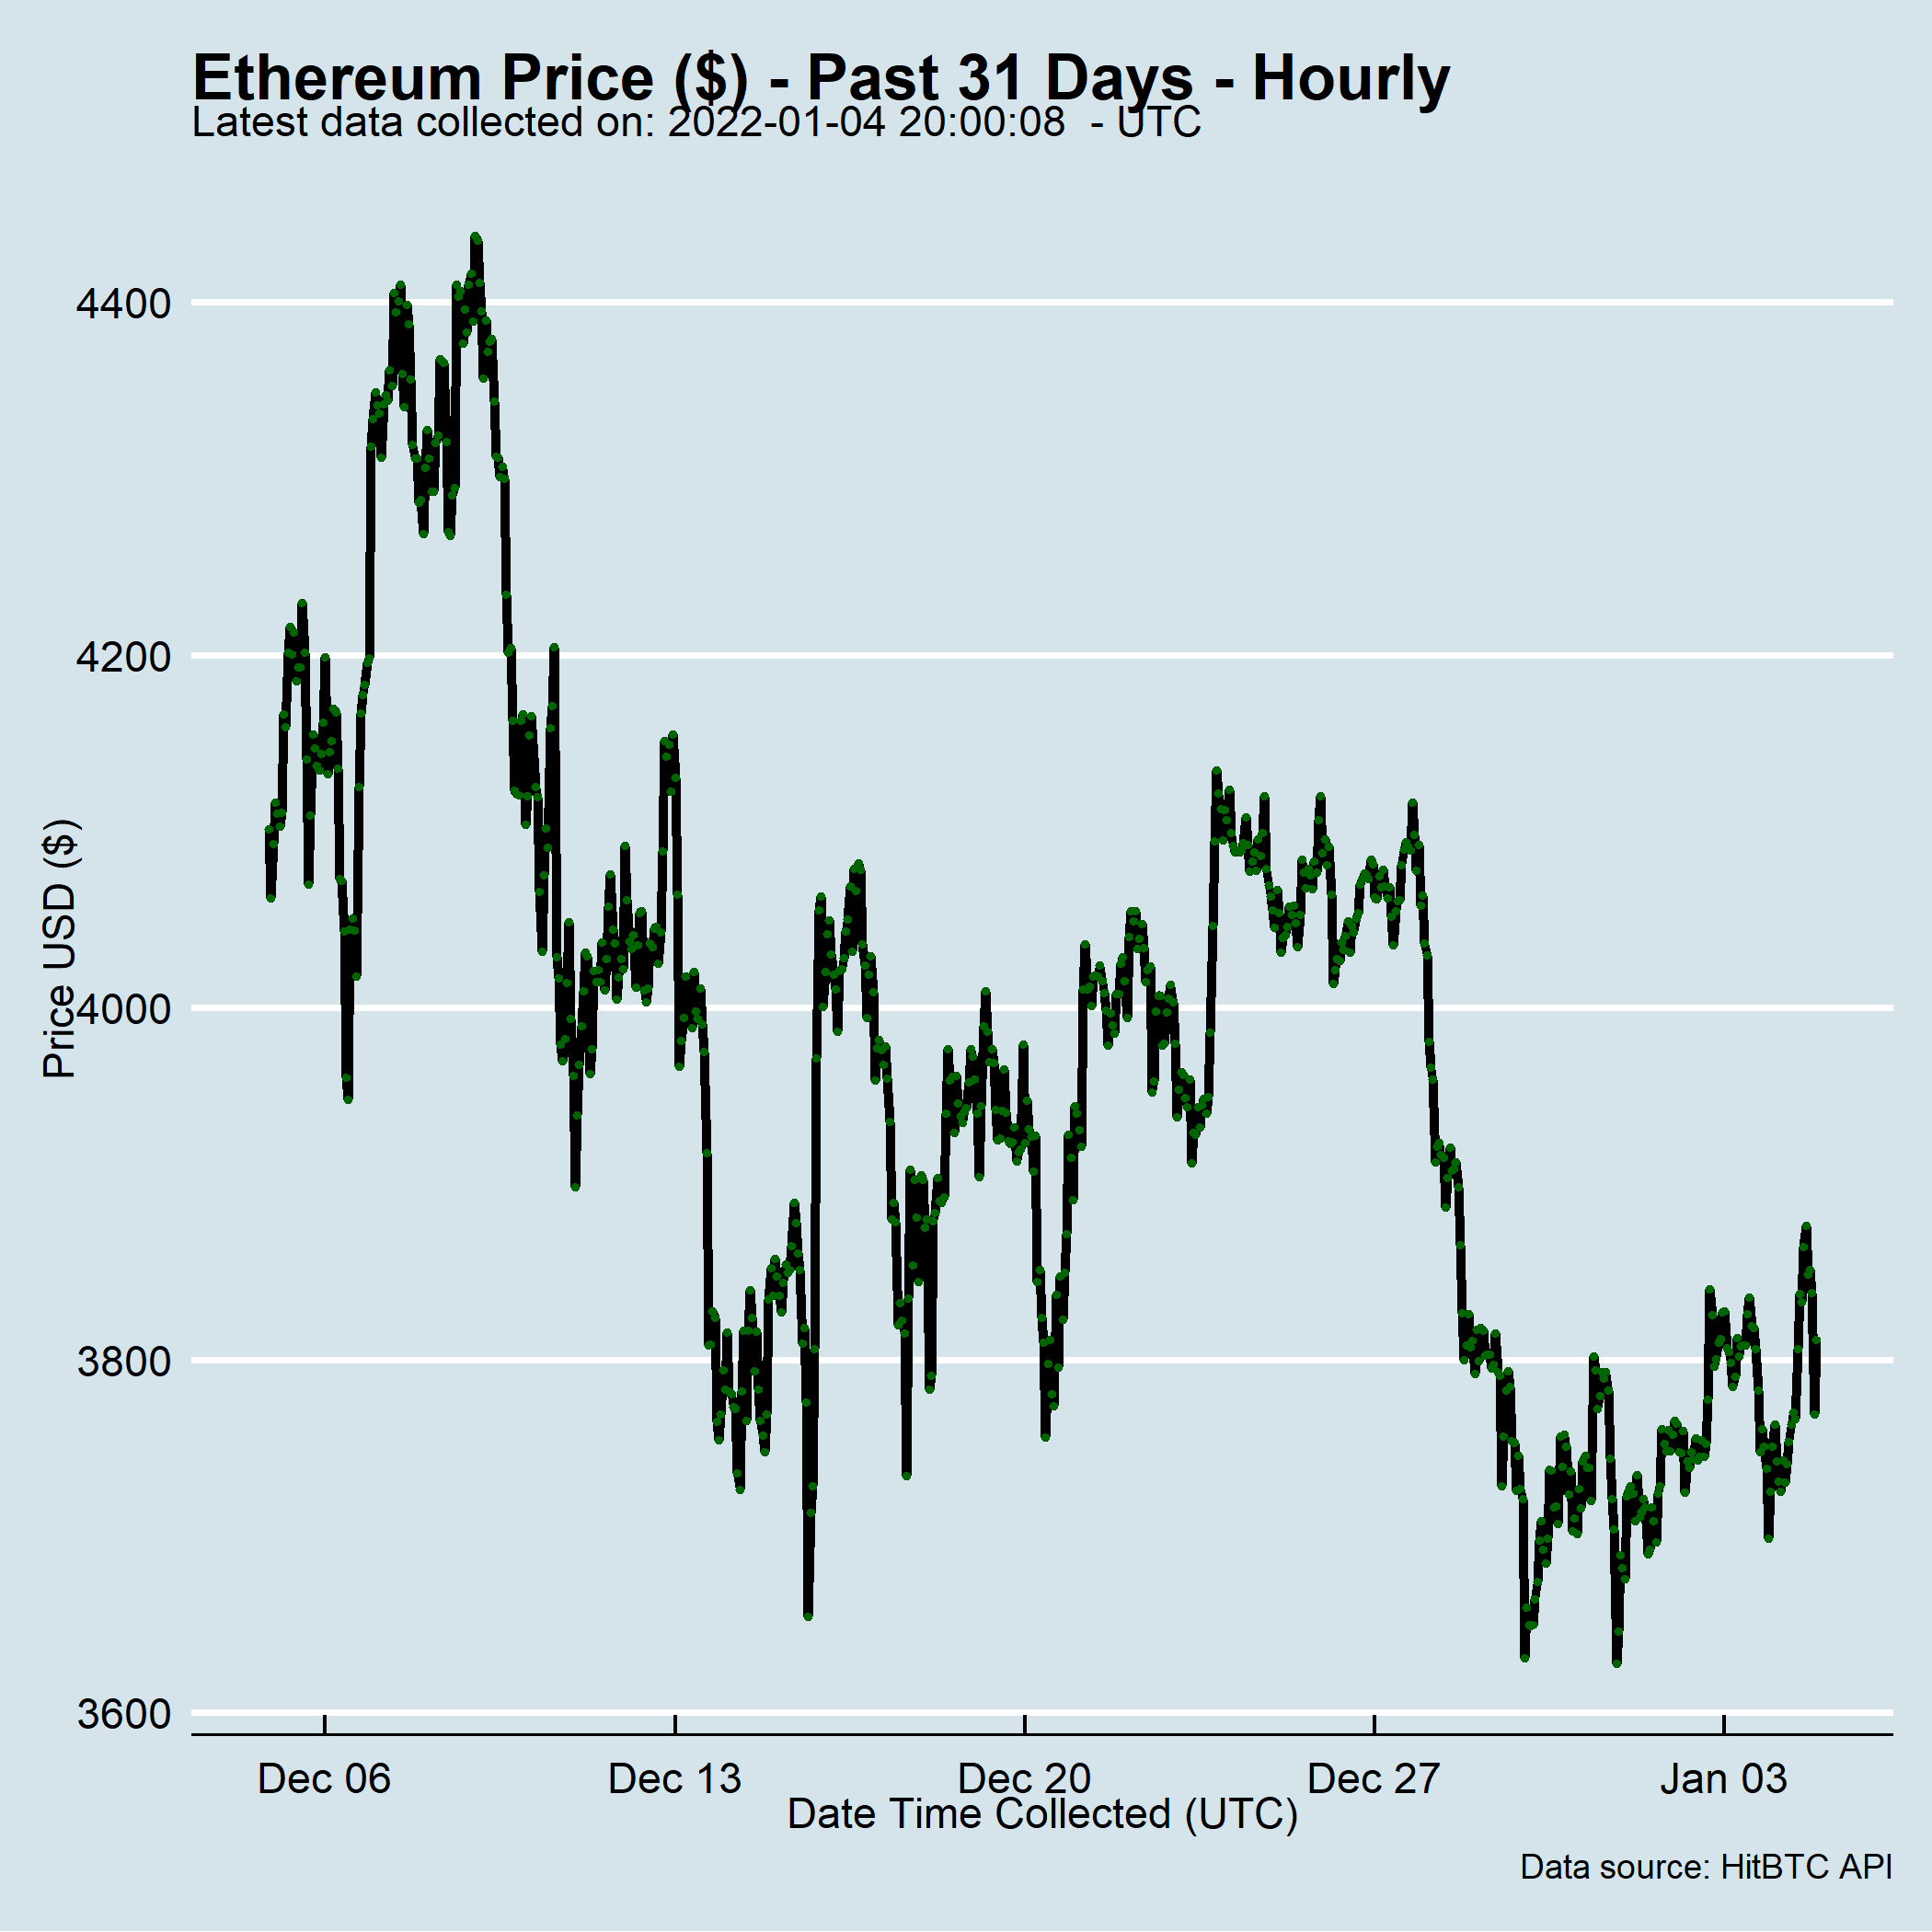 Ethereum Price ($) - Past 31 Days - Hourly
Latest data collected on: 2022-01-04 20:00:08  - UTC
4400
4200
4000
3800
3600
Price USD ($)
Dec 06
Dec 13
Dec 20
Dec 27
Jan 03
Date Time Collected (UTC)
Data source: HitBTC API